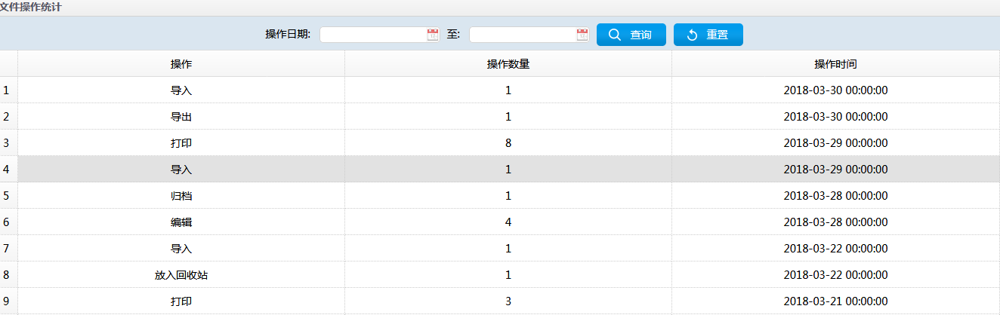 文件操作统计
操作日期: 至: 查询 重置
操作 操作数量 操作时间
1 导入 1 2018-03-30 00:00:00
2 导出 1 2018-03-30 00:00:00
3 打印 8 2018-03-29 00:00:00
4 导入 1 2018-03-29 00:00:00
5 归档 1 2018-03-28 00:00:00
6 编辑 4 2018-03-28 00:00:00
7 导入 1 2018-03-22 00:00:00
8 放入回收站 1 2018-03-22 00:00:00
9 打印 3 2018-03-21 00:00:00